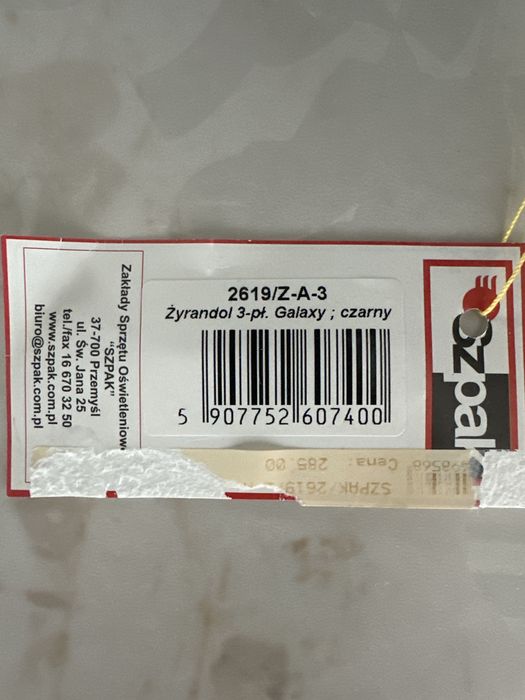 2619/Z-A-3
Żyrandol 3-pł. Galaxy ; czarny
5 907752 607400
Zakłady Sprzętu Oświetleniowe
"SZPAK"
37-700 Przemyśl
ul. Św. Jana 25
tel./fax 16 670 32 50
www.szpak.com.pl
biuro@szpak.com.pl
szpak
Cena: 285.00
SZPAK/2619/